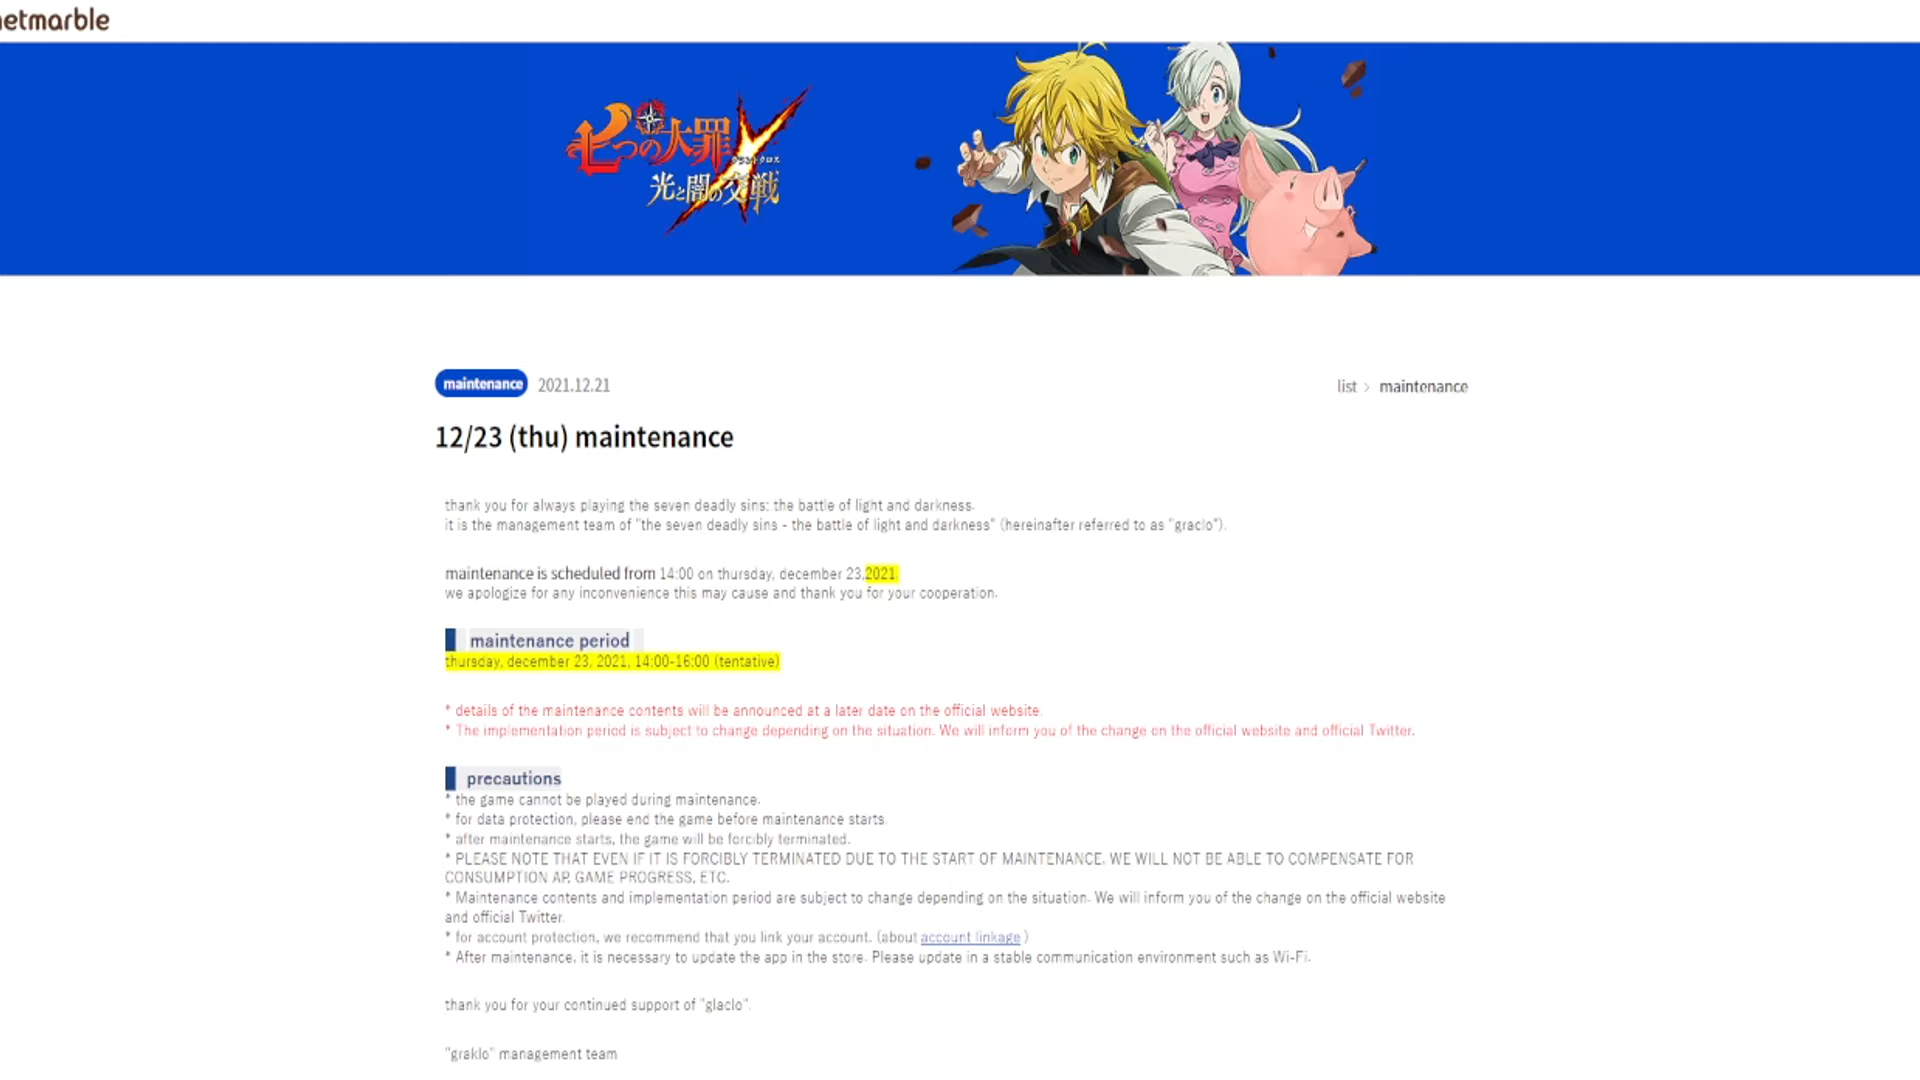 netmarble
七つの大罪
グランドクロス
光と闇の交戦
maintenance 2021.12.21
list > maintenance
12/23 (thu) maintenance
thank you for always playing the seven deadly sins: the battle of light and darkness.
it is the management team of "the seven deadly sins - the battle of light and darkness" (hereinafter referred to as "graclo").
maintenance is scheduled from 14:00 on thursday, december 23, 2021.
we apologize for any inconvenience this may cause and thank you for your cooperation.
maintenance period
thursday, december 23, 2021, 14:00-16:00 (tentative)
* details of the maintenance contents will be announced at a later date on the official website.
* The implementation period is subject to change depending on the situation. We will inform you of the change on the official website and official Twitter.
precautions
* the game cannot be played during maintenance.
* for data protection, please end the game before maintenance starts.
* after maintenance starts, the game will be forcibly terminated.
* PLEASE NOTE THAT EVEN IF IT IS FORCIBLY TERMINATED DUE TO THE START OF MAINTENANCE, WE WILL NOT BE ABLE TO COMPENSATE FOR
CONSUMPTION AP, GAME PROGRESS, ETC.
* Maintenance contents and implementation period are subject to change depending on the situation. We will inform you of the change on the official website
and official Twitter.
* for account protection, we recommend that you link your account. (about account linkage )
* After maintenance, it is necessary to update the app in the store. Please update in a stable communication environment such as Wi-Fi.
thank you for your continued support of "glaclo".
"graklo" management team